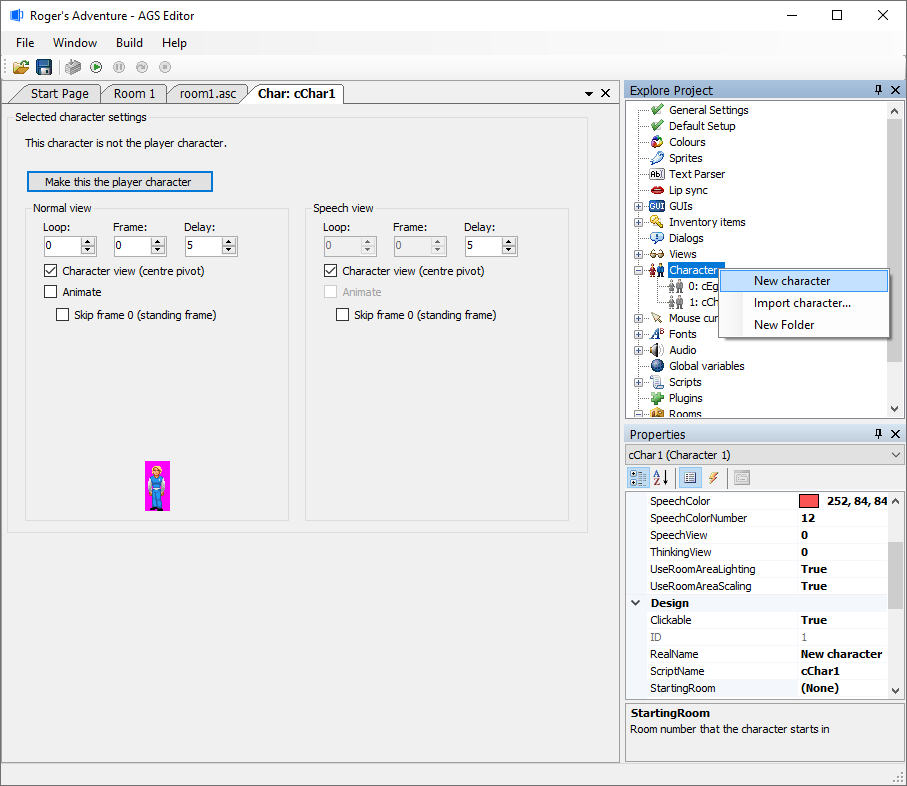 Roger's Adventure - AGS Editor
File Window Build Help
Start Page Room 1 room1.asc Char: cChar1
Selected character settings
This character is not the player character.
Make this the player character
Normal view
Loop: Frame: Delay:
0 0 5
Character view (centre pivot)
Animate
Skip frame 0 (standing frame)
Speech view
Loop: Frame: Delay:
0 0 5
Character view (centre pivot)
Animate
Skip frame 0 (standing frame)
Explore Project
General Settings
Default Setup
Colours
Sprites
Ab Text Parser
Lip sync
GUI GUIs
Inventory items
Dialogs
Views
Character
0: cEg
1: cCh
Mouse cur
Fonts
Audio
Global variables
Scripts
Plugins
Rooms
New character
Import character...
New Folder
Properties
cChar1 (Character 1)
SpeechColor 252, 84, 84
SpeechColorNumber 12
SpeechView 0
ThinkingView 0
UseRoomAreaLighting True
UseRoomAreaScaling True
Design
Clickable True
ID 1
RealName New character
ScriptName cChar1
StartingRoom (None)
StartingRoom
Room number that the character starts in